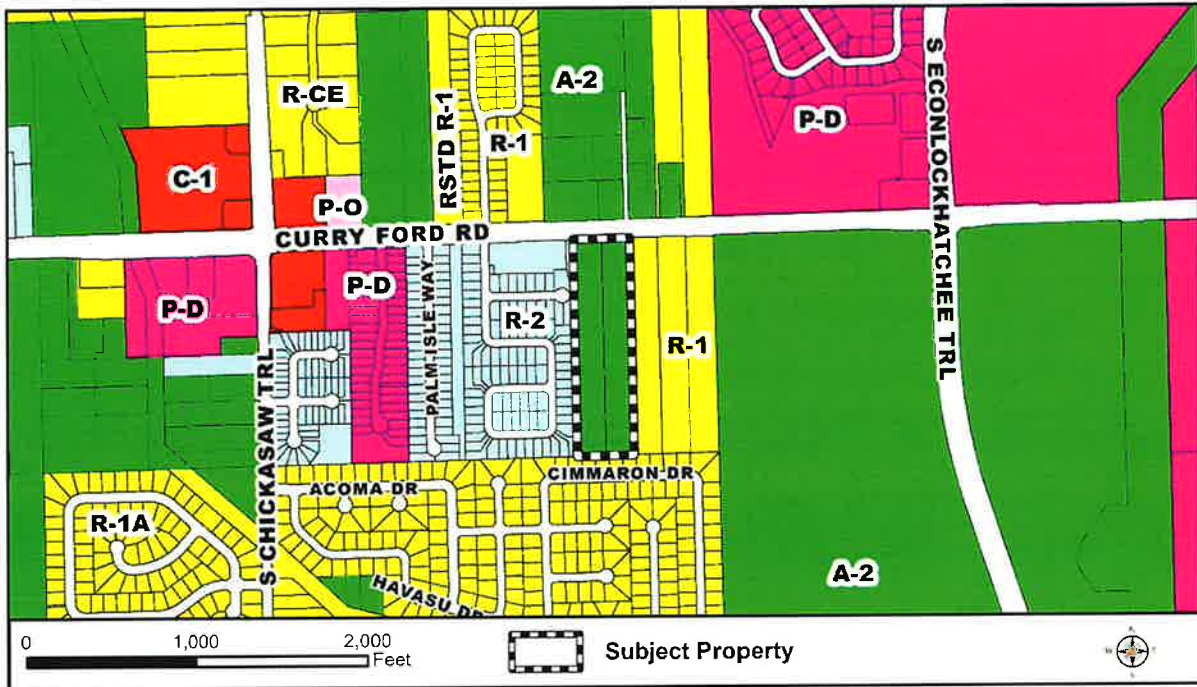 R-CE
A-2
S ECONLOCKHATCHEE TRL
P-D
RSTD R-1
R-1
C-1
P-O
CURRY FORD RD
P-D
P-D
PALM ISLE WAY
R-2
R-1
S CHICKASAW TRL
CIMMARON DR
ACOMA DR
R-1A
A-2
HAVASU DR
0 1,000 2,000
Feet
Subject Property
N
W E
S